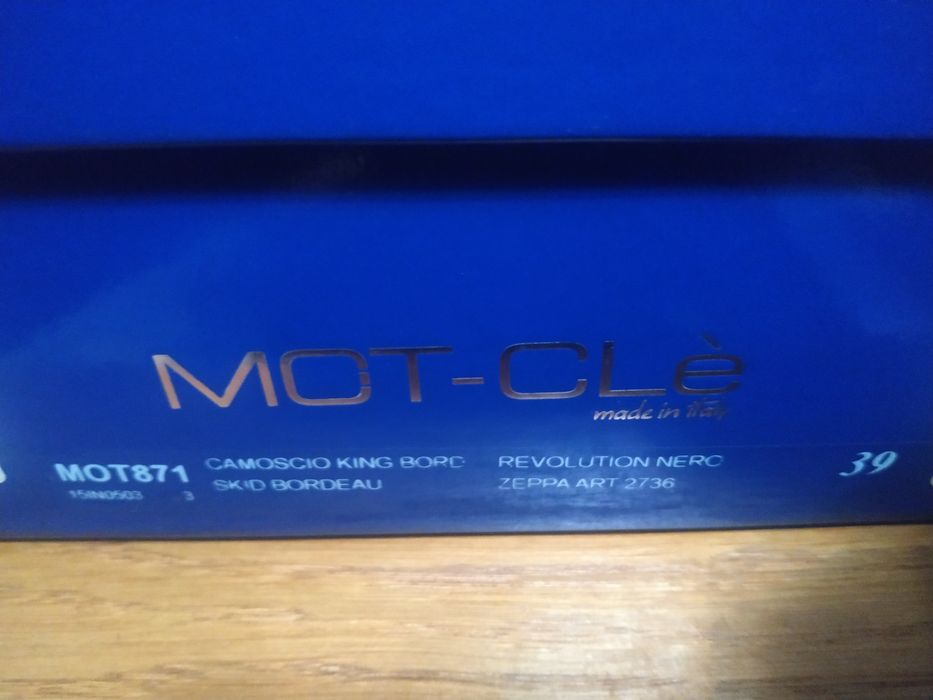 MOT-CLè
made in italy
MOT871 CAMOSCIO KING BORD REVOLUTION NERO 39
15IN0503 3 SKID BORDEAU ZEPPA ART 2736